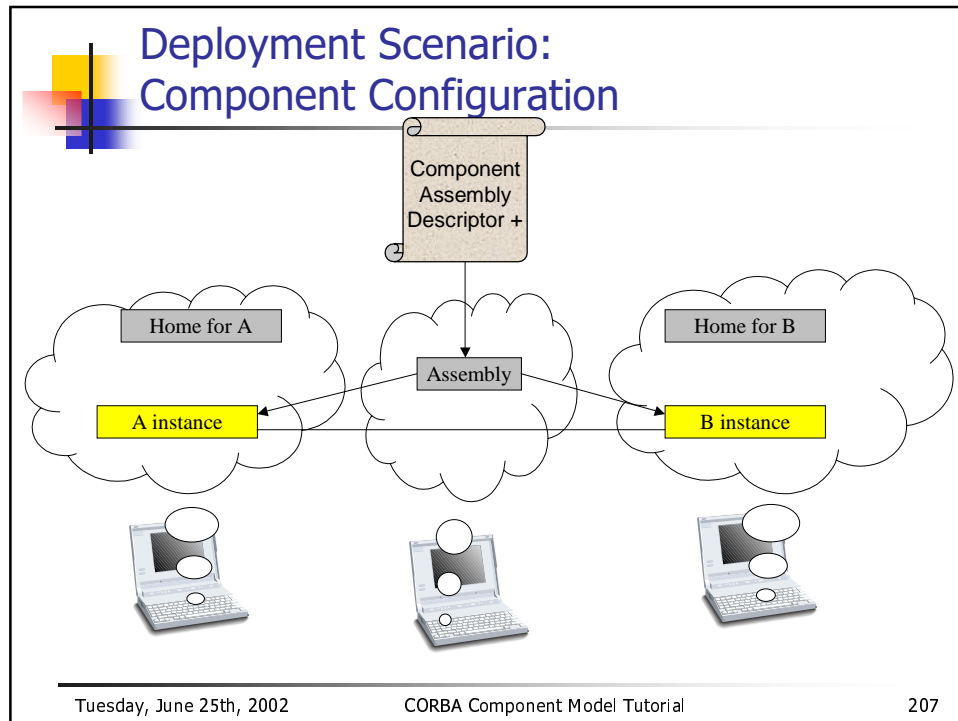 Deployment Scenario:
Component Configuration
Component
Assembly
Descriptor +
Home for A
Home for B
Assembly
A instance
B instance
Tuesday, June 25th, 2002
CORBA Component Model Tutorial
207